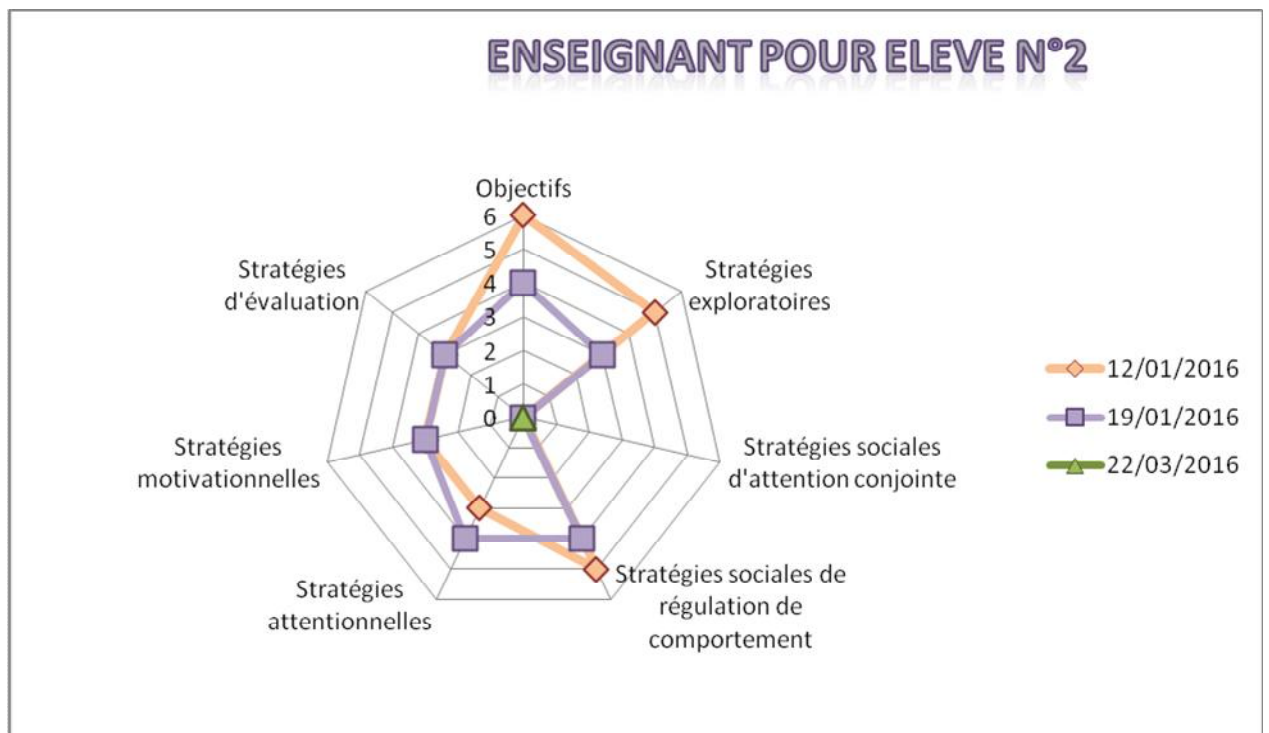 ENSEIGNANT POUR ELEVE N°2
Objectifs
6
5
4
3
2
1
0
Stratégies
exploratoires
Stratégies sociales
d'attention conjointe
Stratégies sociales de
régulation de
comportement
Stratégies
attentionnelles
Stratégies
motivationnelles
Stratégies
d'évaluation
12/01/2016
19/01/2016
22/03/2016